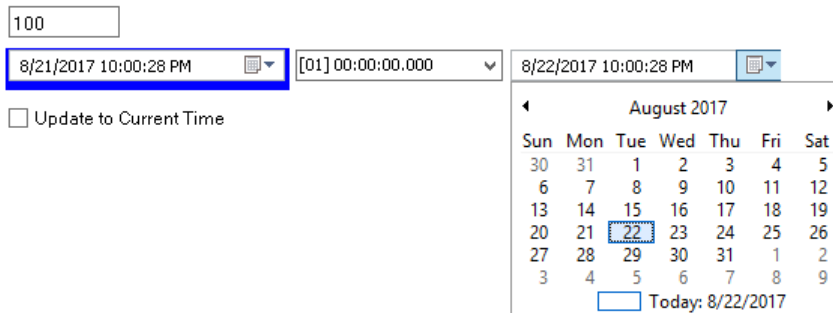 100
8/21/2017 10:00:28 PM [01] 00:00:00.000 8/22/2017 10:00:28 PM
Update to Current Time
August 2017
Sun Mon Tue Wed Thu Fri Sat
30 31 1 2 3 4 5
6 7 8 9 10 11 12
13 14 15 16 17 18 19
20 21 22 23 24 25 26
27 28 29 30 31 1 2
3 4 5 6 7 8 9
Today: 8/22/2017